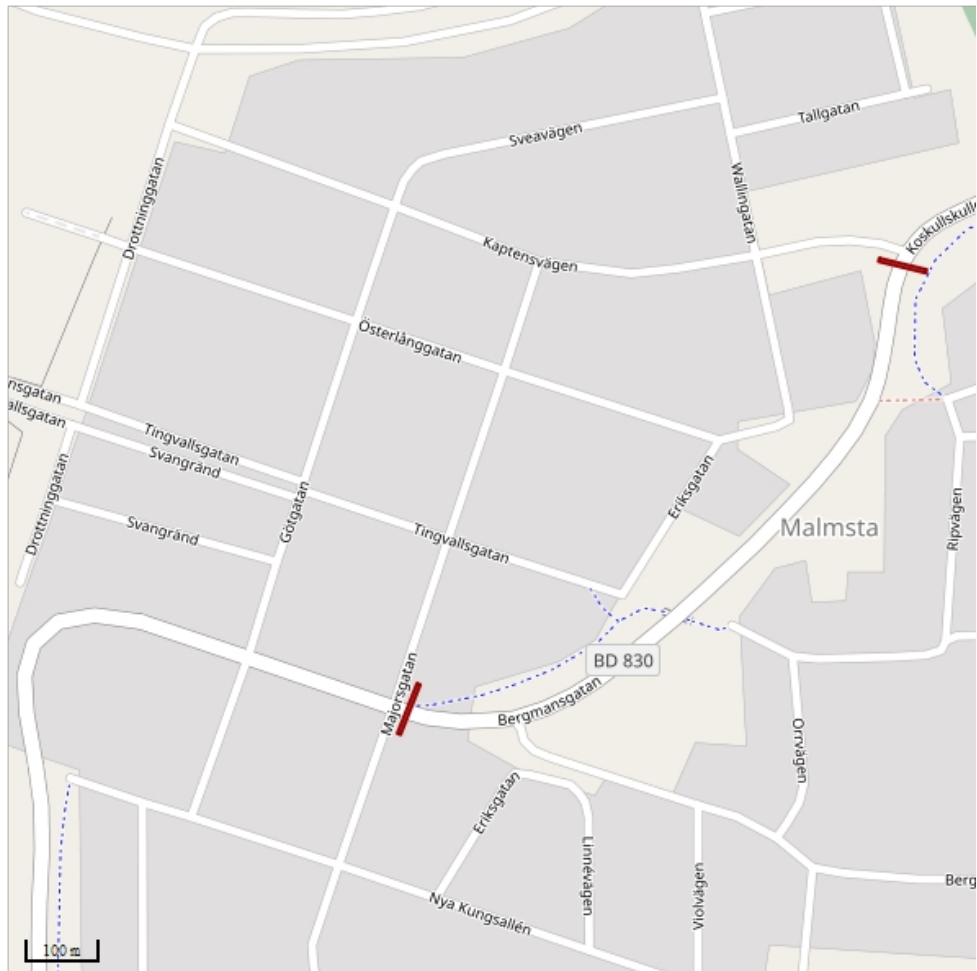 Sveavägen
Tallgatan
Drottninggatan
Wallingatan
Kaptensvägen
Koskullskulle
Österlånggatan
nsgatan
allsgatan
Tingvallsgatan
Svangränd
Eriksgatan
Drottninggatan
Svangränd
Götgatan
Tingvallsgatan
Malmsta
Ripvägen
BD 830
Majorsgatan
Bergmansgatan
Orrvägen
Eriksgatan
Linnévägen
Violvägen
Berg
Nya Kungsallén
100 m